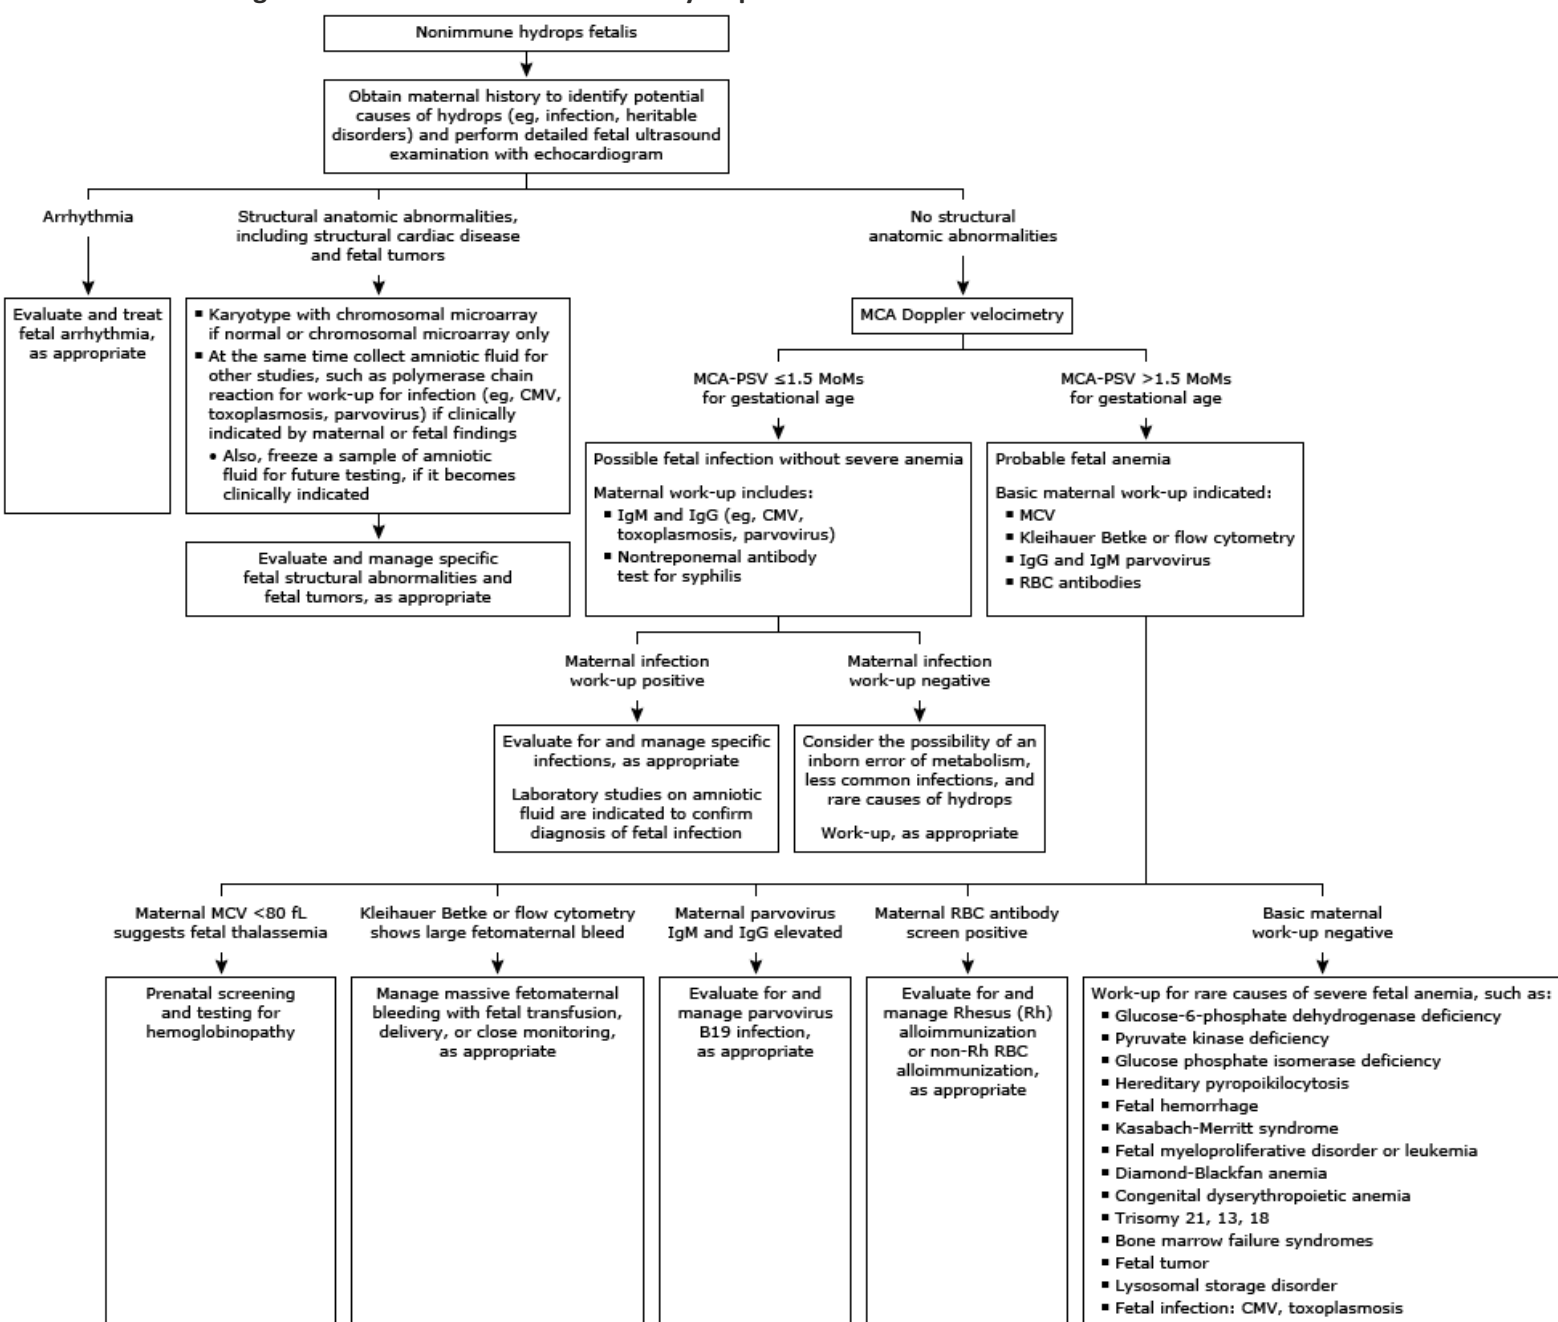 Nonimmune hydrops fetalis
Obtain maternal history to identify potential
causes of hydrops (eg, infection, heritable
disorders) and perform detailed fetal ultrasound
examination with echocardiogram
Arrhythmia
Structural anatomic abnormalities,
including structural cardiac disease
and fetal tumors
No structural
anatomic abnormalities
Evaluate and treat
fetal arrhythmia,
as appropriate
▪ Karyotype with chromosomal microarray
if normal or chromosomal microarray only
▪ At the same time collect amniotic fluid for
other studies, such as polymerase chain
reaction for work-up for infection (eg, CMV,
toxoplasmosis, parvovirus) if clinically
indicated by maternal or fetal findings
• Also, freeze a sample of amniotic
fluid for future testing, if it becomes
clinically indicated
Evaluate and manage specific
fetal structural abnormalities and
fetal tumors, as appropriate
MCA Doppler velocimetry
MCA-PSV ≤1.5 MoMs
for gestational age
MCA-PSV >1.5 MoMs
for gestational age
Possible fetal infection without severe anemia
Maternal work-up includes:
▪ IgM and IgG (eg, CMV,
toxoplasmosis, parvovirus)
▪ Nontreponemal antibody
test for syphilis
Probable fetal anemia
Basic maternal work-up indicated:
▪ MCV
▪ Kleihauer Betke or flow cytometry
▪ IgG and IgM parvovirus
▪ RBC antibodies
Maternal infection
work-up positive
Maternal infection
work-up negative
Evaluate for and manage specific
infections, as appropriate
Laboratory studies on amniotic
fluid are indicated to confirm
diagnosis of fetal infection
Consider the possibility of an
inborn error of metabolism,
less common infections, and
rare causes of hydrops
Work-up, as appropriate
Maternal MCV <80 fL
suggests fetal thalassemia
Kleihauer Betke or flow cytometry
shows large fetomaternal bleed
Maternal parvovirus
IgM and IgG elevated
Maternal RBC antibody
screen positive
Basic maternal
work-up negative
Prenatal screening
and testing for
hemoglobinopathy
Manage massive fetomaternal
bleeding with fetal transfusion,
delivery, or close monitoring,
as appropriate
Evaluate for and
manage parvovirus
B19 infection,
as appropriate
Evaluate for and
manage Rhesus (Rh)
alloimmunization
or non-Rh RBC
alloimmunization,
as appropriate
Work-up for rare causes of severe fetal anemia, such as:
▪ Glucose-6-phosphate dehydrogenase deficiency
▪ Pyruvate kinase deficiency
▪ Glucose phosphate isomerase deficiency
▪ Hereditary pyropoikilocytosis
▪ Fetal hemorrhage
▪ Kasabach-Merritt syndrome
▪ Fetal myeloproliferative disorder or leukemia
▪ Diamond-Blackfan anemia
▪ Congenital dyserythropoietic anemia
▪ Trisomy 21, 13, 18
▪ Bone marrow failure syndromes
▪ Fetal tumor
▪ Lysosomal storage disorder
▪ Fetal infection: CMV, toxoplasmosis